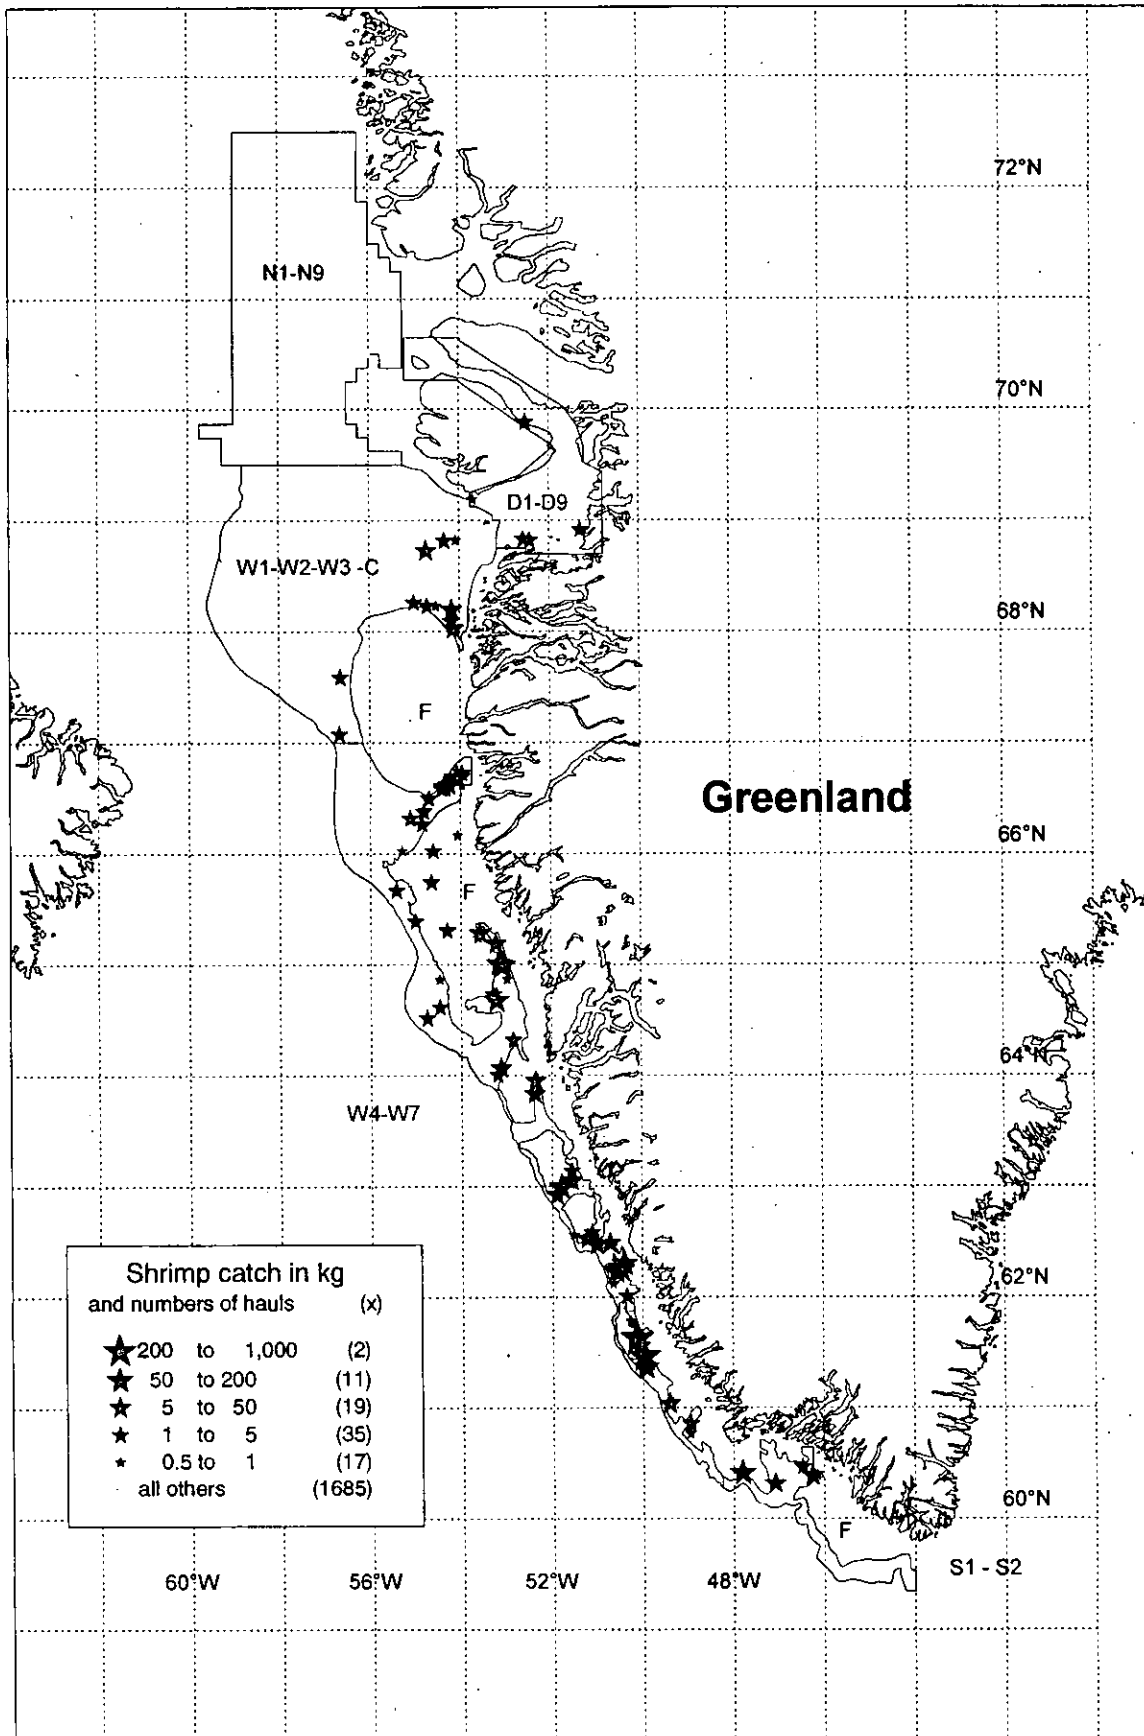 72°N
N1-N9
70°N
D1-D9
W1-W2-W3 -C
68°N
F
Greenland
66°N
F
64°N
W4-W7
62°N
Shrimp catch in kg
and numbers of hauls (x)
200 to 1,000 (2)
50 to 200 (11)
5 to 50 (19)
1 to 5 (35)
0.5 to 1 (17)
all others (1685)
60°N
F
S1 - S2
60°W 56°W 52°W 48°W